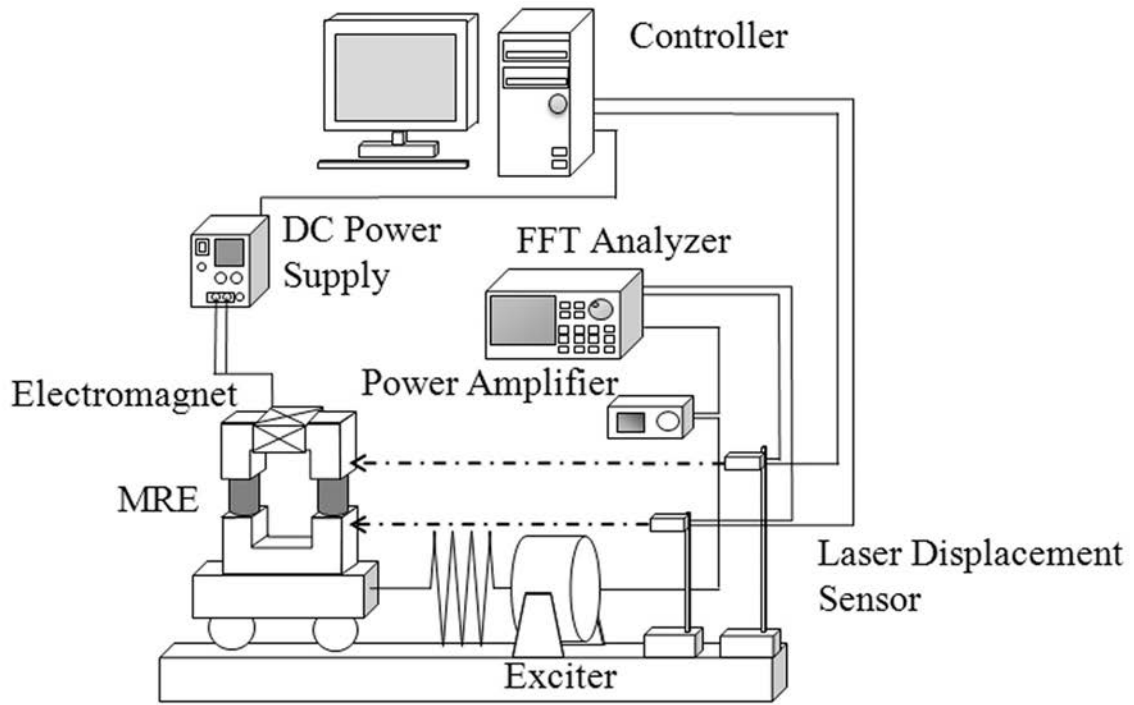 Controller
DC Power
Supply
FFT Analyzer
Power Amplifier
Electromagnet
MRE
Laser Displacement
Sensor
Exciter